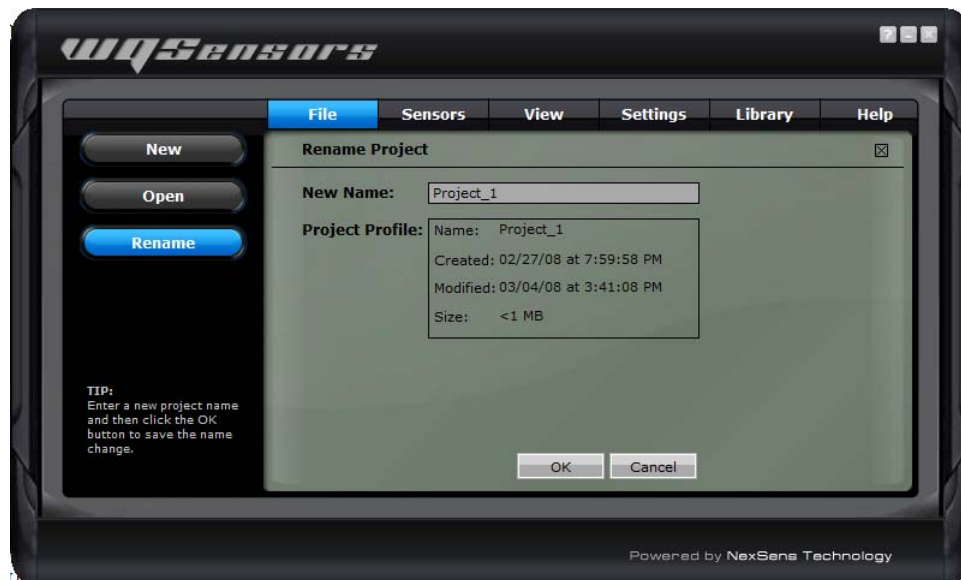 WQSensors
? - x
File Sensors View Settings Library Help
New
Open
Rename
Rename Project
New Name: Project_1
Project Profile: Name: Project_1
Created: 02/27/08 at 7:59:58 PM
Modified: 03/04/08 at 3:41:08 PM
Size: <1 MB
TIP:
Enter a new project name
and then click the OK
button to save the name
change.
OK Cancel
Powered by NexSens Technology